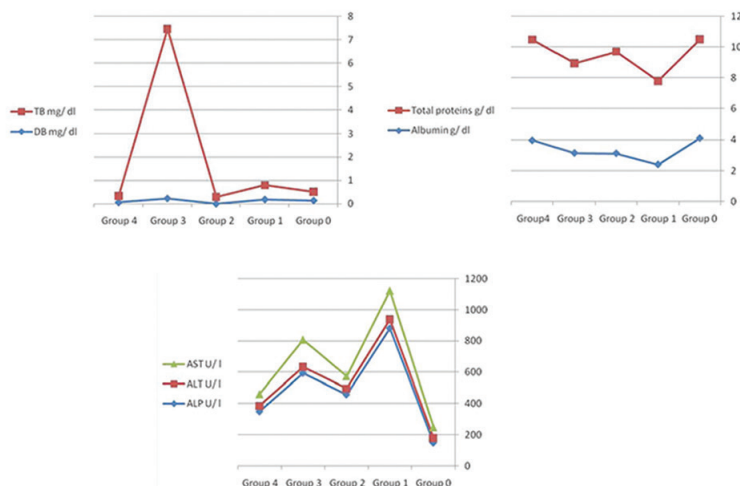 8
7
6
5
4
3
2
1
0
TB mg/ dl
DB mg/ dl
Group 4 Group 3 Group 2 Group 1 Group 0
12
10
8
6
4
2
0
Total proteins g/ dl
Albumin g/ dl
Group4 Group 3 Group 2 Group 1 Group 0
1200
1000
800
600
400
200
0
AST U/ l
ALT U/ l
ALP U/ l
Group 4 Group 3 Group 2 Group 1 Group 0